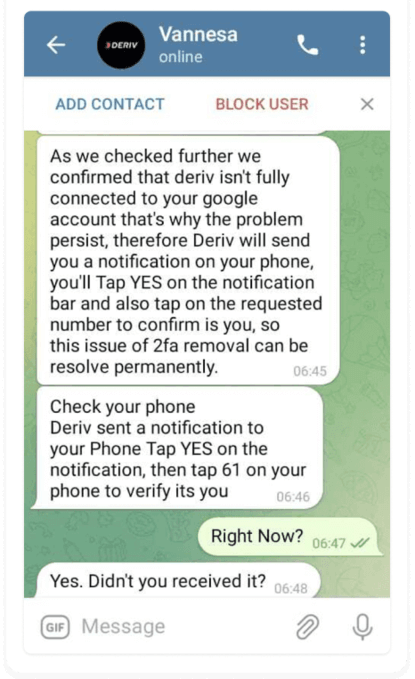 Vannesa
DERIV
online
ADD CONTACT
BLOCK USER
As we checked further we
confirmed that deriv isn't fully
connected to your google
account that's why the problem
persist, therefore Deriv will send
you a notification on your phone,
you'll Tap YES on the notification
bar and also tap on the requested
number to confirm is you, so
this issue of 2fa removal can be
resolve permanently.
06:45
Check your phone
Deriv sent a notification to
your Phone Tap YES on the
notification, then tap 61 on your
phone to verify its you
06:46
Right Now?
06:47
Yes. Didn't you received it?
06:48
GIF
Message